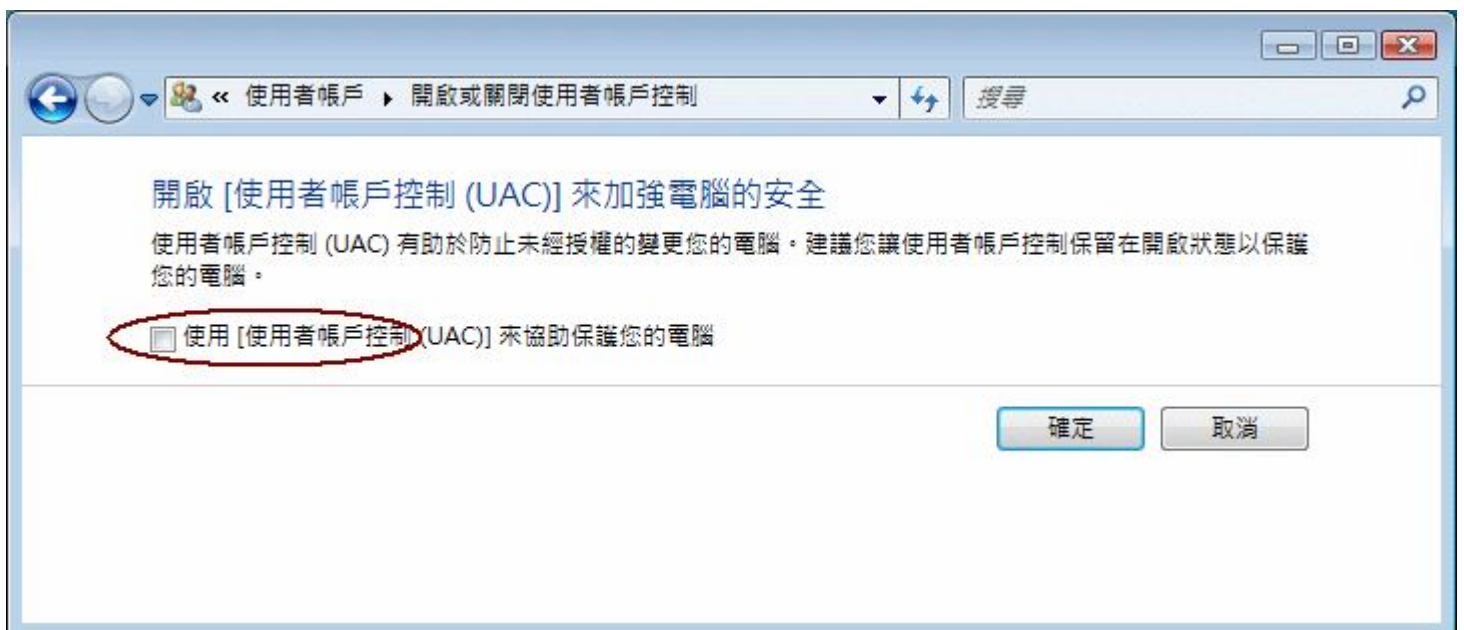 « 使用者帳戶 ▸ 開啟或關閉使用者帳戶控制 搜尋
開啟 [使用者帳戶控制 (UAC)] 來加強電腦的安全
使用者帳戶控制 (UAC) 有助於防止未經授權的變更您的電腦。建議您讓使用者帳戶控制保留在開啟狀態以保護
您的電腦。
使用 [使用者帳戶控制 (UAC)] 來協助保護您的電腦
確定 取消